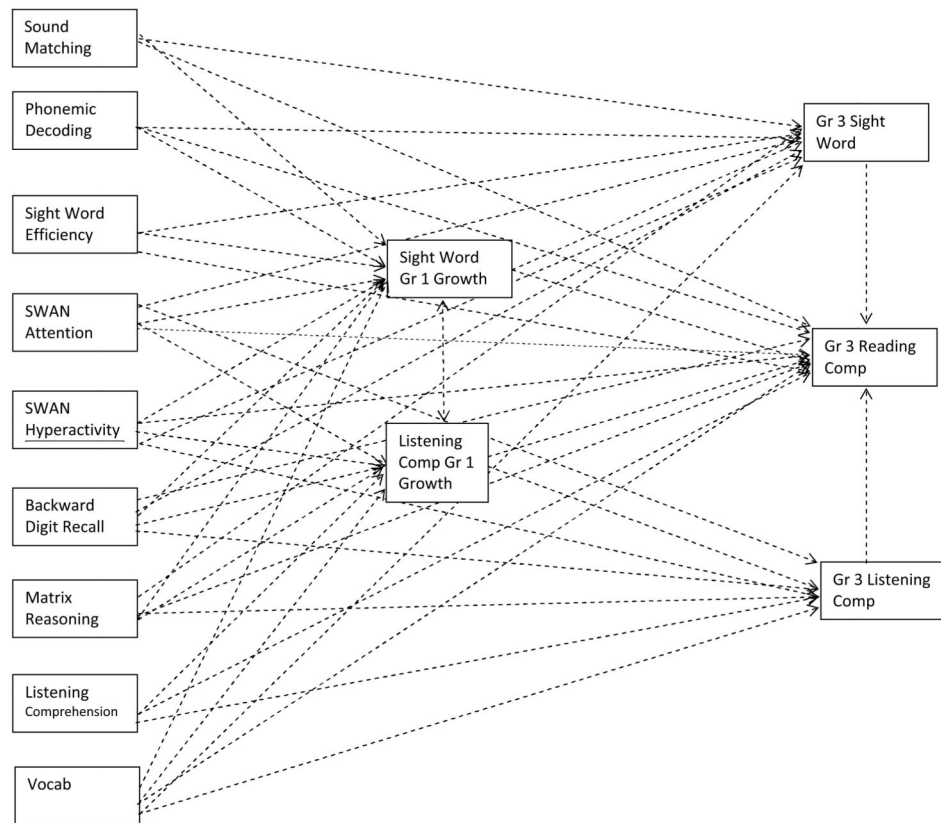 Sound
Matching
Phonemic
Decoding
Sight Word
Efficiency
SWAN
Attention
SWAN
Hyperactivity
Backward
Digit Recall
Matrix
Reasoning
Listening
Comprehension
Vocab
Sight Word
Gr 1 Growth
Listening
Comp Gr 1
Growth
Gr 3 Sight
Word
Gr 3 Reading
Comp
Gr 3 Listening
Comp